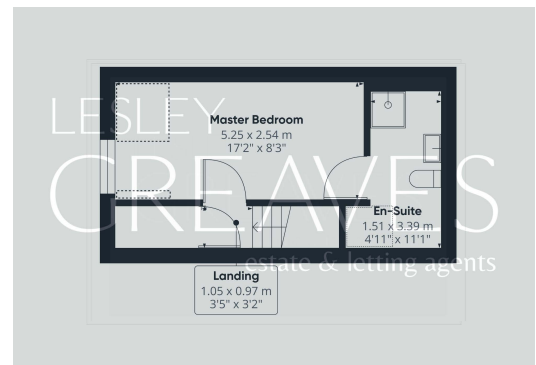 LESLEY
GREAVES
estate & letting agents
Master Bedroom
5.25 x 2.54 m
17'2" x 8'3"
En-Suite
1.51 x 3.39 m
4'11" x 11'1"
Landing
1.05 x 0.97 m
3'5" x 3'2"